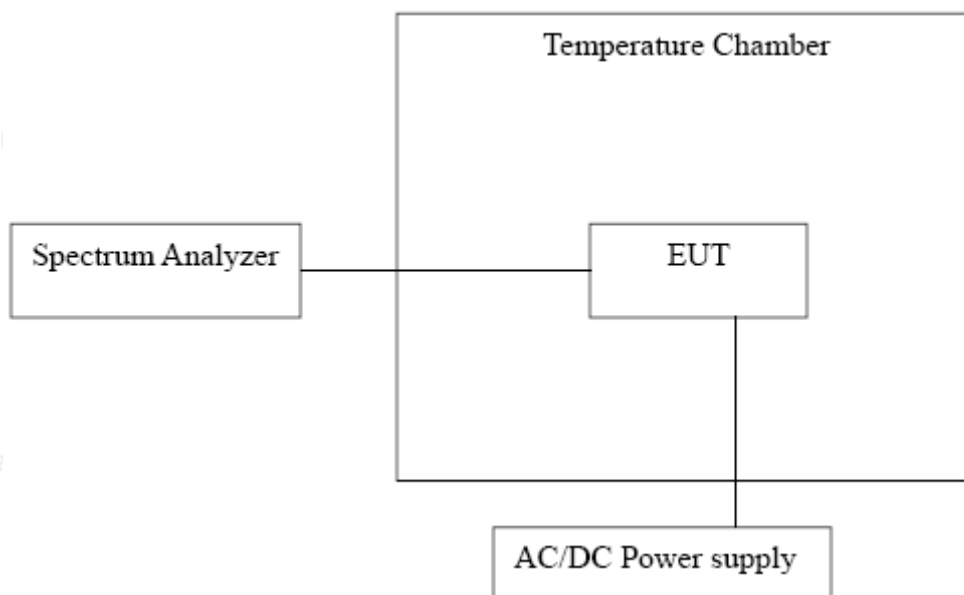 Temperature Chamber
Spectrum Analyzer
EUT
AC/DC Power supply